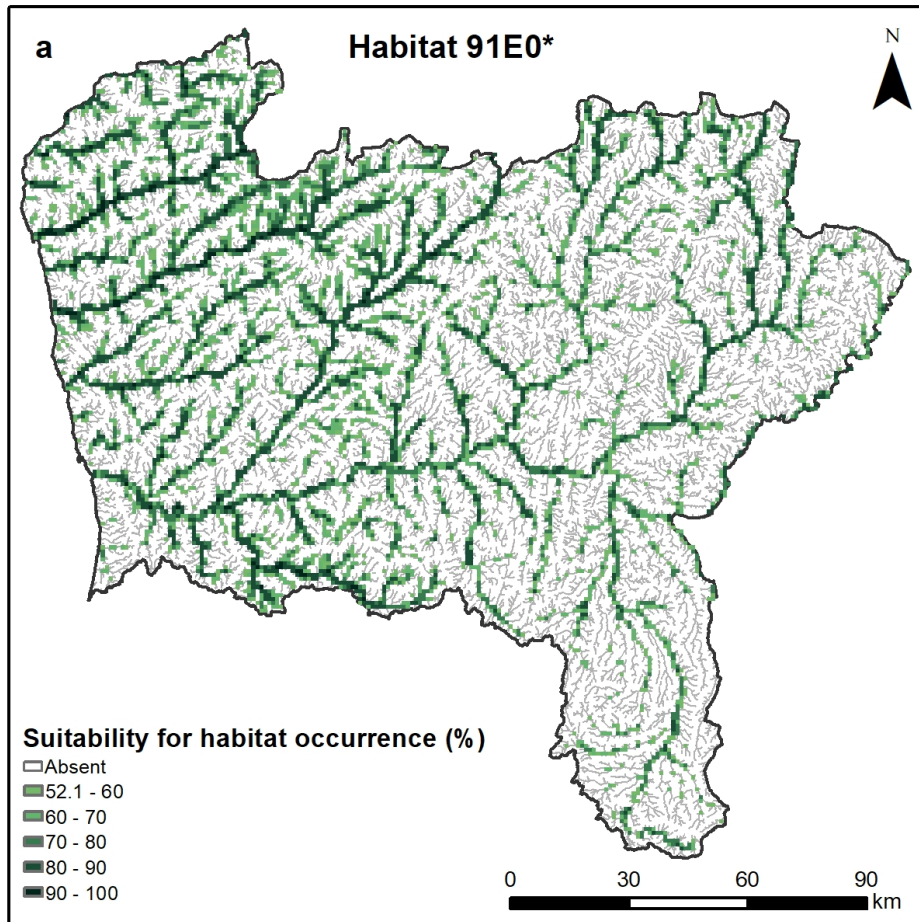 a
Habitat 91E0*
N
Suitability for habitat occurrence (%)
Absent
52.1 - 60
60 - 70
70 - 80
80 - 90
90 - 100
0 30 60 90
km